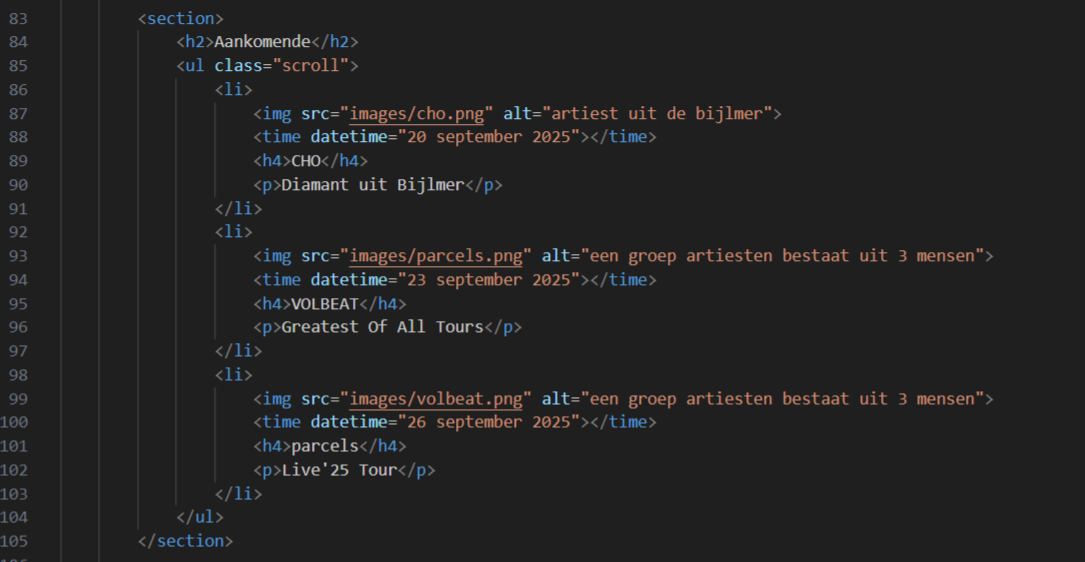 83 <section>
84 <h2>Aankomende</h2>
85 <ul class="scroll">
86 <li>
87 <img src="images/cho.png" alt="artiest uit de bijlmer">
88 <time datetime="20 september 2025"></time>
89 <h4>CHO</h4>
90 <p>Diamant uit Bijlmer</p>
91 </li>
92 <li>
93 <img src="images/parcels.png" alt="een groep artiesten bestaat uit 3 mensen">
94 <time datetime="23 september 2025"></time>
95 <h4>VOLBEAT</h4>
96 <p>Greatest Of All Tours</p>
97 </li>
98 <li>
99 <img src="images/volbeat.png" alt="een groep artiesten bestaat uit 3 mensen">
100 <time datetime="26 september 2025"></time>
101 <h4>parcels</h4>
102 <p>Live'25 Tour</p>
103 </li>
104 </ul>
105 </section>